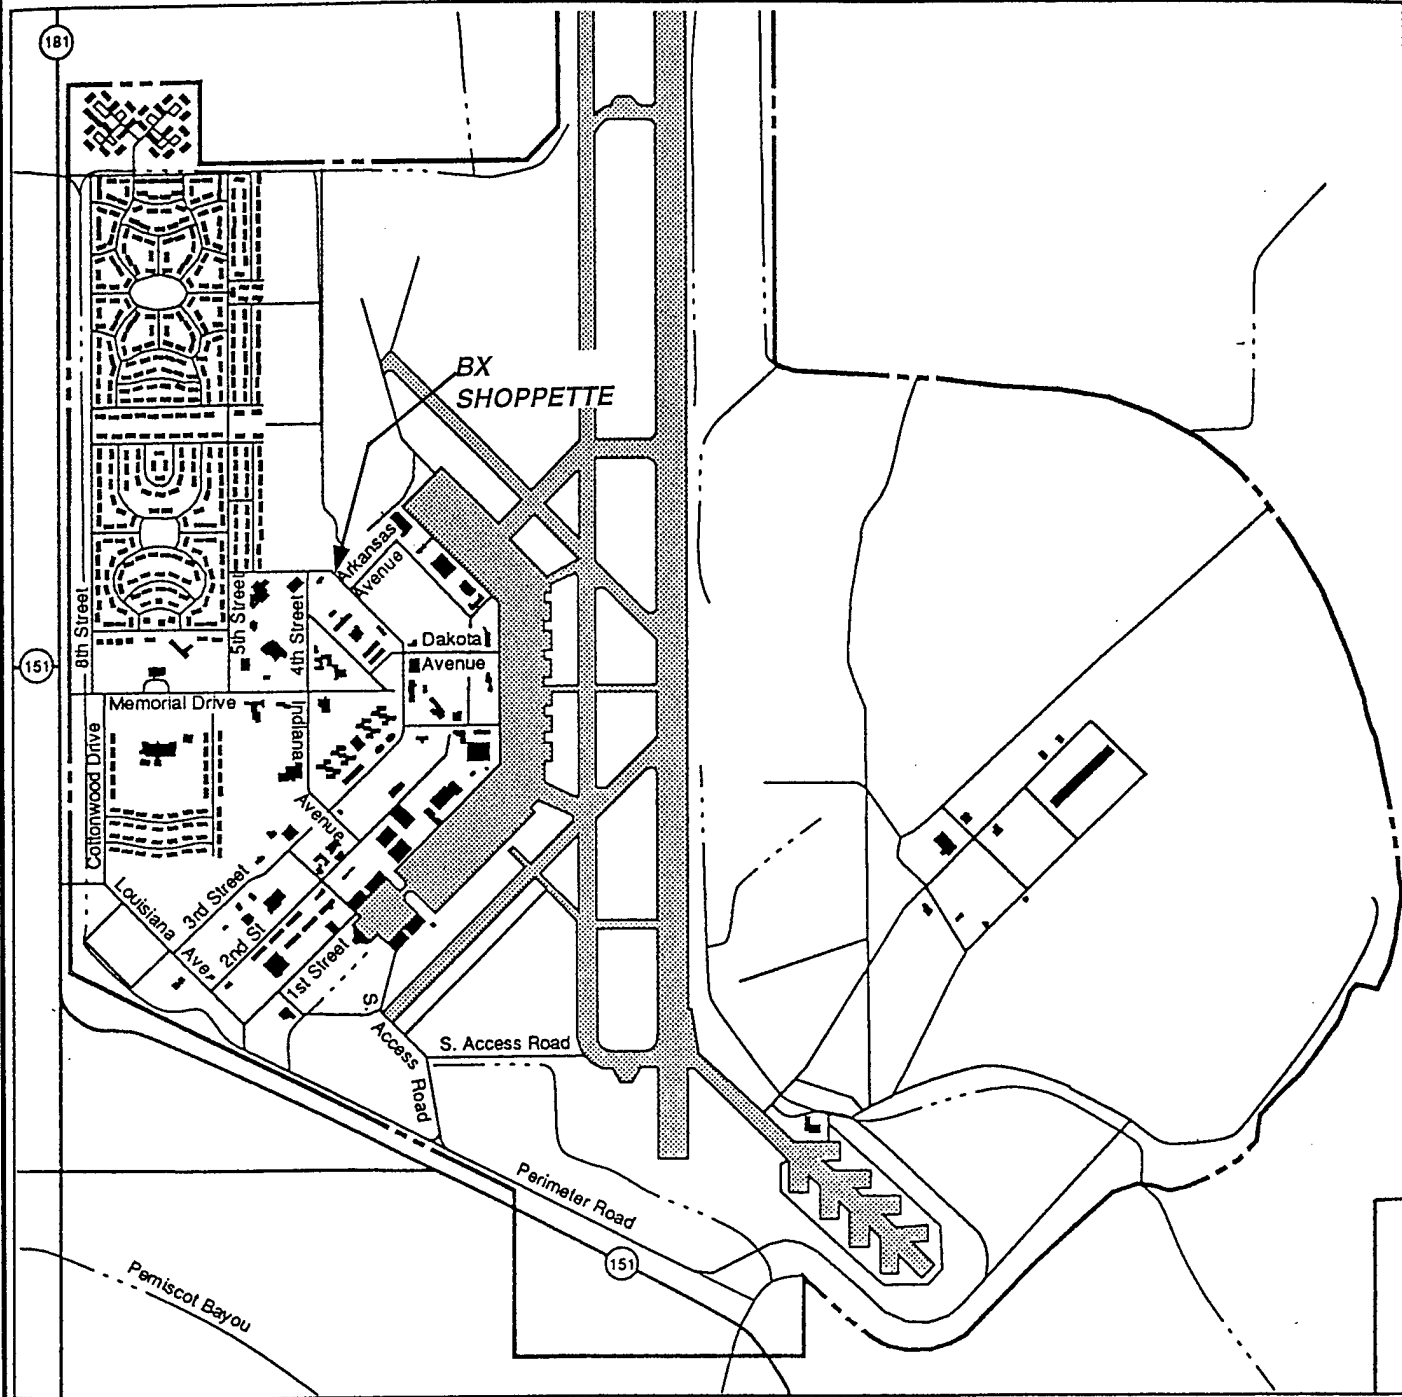 181
BX
SHOPPETTE
Arkansas
Avenue
8th Street
5th Street
4th Street
Dakota
Avenue
151
Memorial Drive
Indiana
Avenue
Cottonwood Drive
Louisiana
Ave.
3rd Street
2nd St
1st Street
S.
Access
Road
S. Access Road
Perimeter Road
151
Pemiscot Bayou